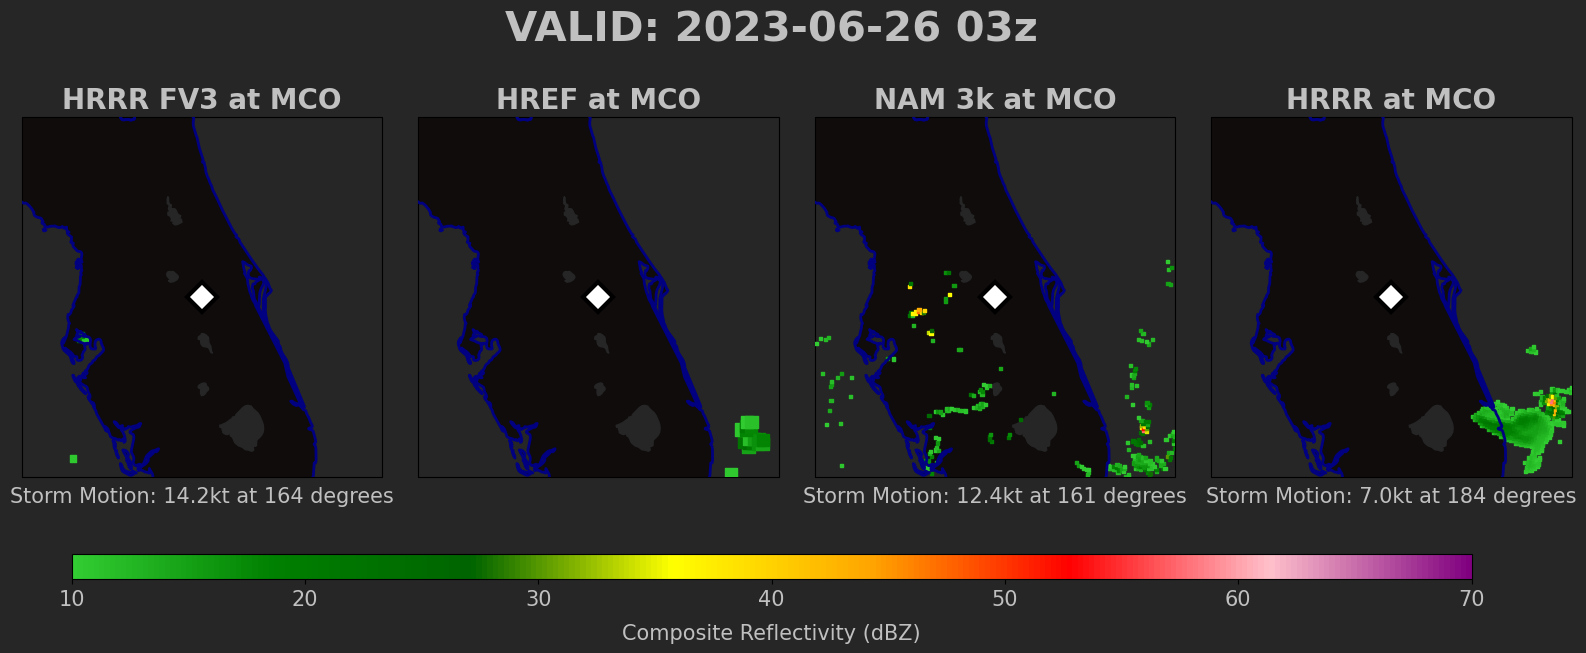 VALID: 2023-06-26 03z
HRRR FV3 at MCO
HREF at MCO
NAM 3k at MCO
HRRR at MCO
Storm Motion: 14.2kt at 164 degrees
Storm Motion: 12.4kt at 161 degrees
Storm Motion: 7.0kt at 184 degrees
10 20 30 40 50 60 70
Composite Reflectivity (dBZ)